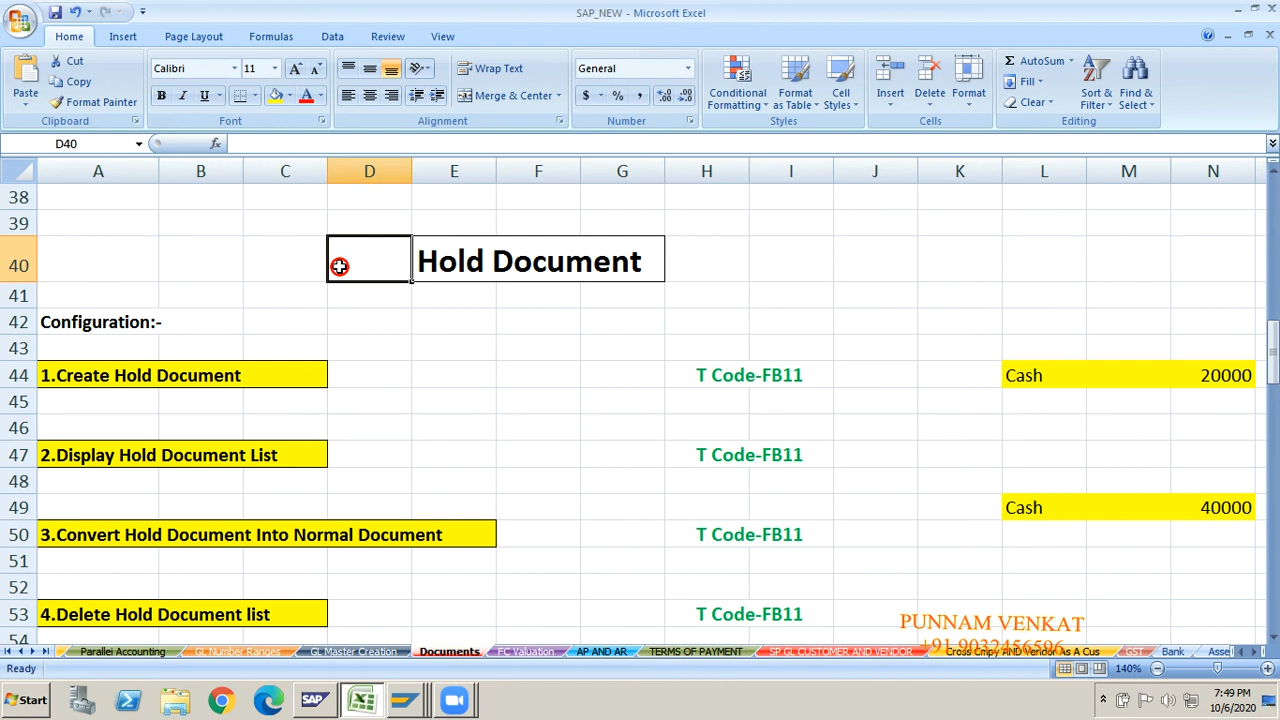 SAP_NEW - Microsoft Excel
Home Insert Page Layout Formulas Data Review View
Paste
Cut
Copy
Format Painter
Clipboard
Calibri 11
B I U
Font
Wrap Text
Merge & Center
Alignment
General
$ % ,
Number
Conditional Formatting
Format as Table
Cell Styles
Styles
Insert Delete Format
Cells
AutoSum
Fill
Clear
Sort & Filter
Find & Select
Editing
D40 fx
A B C D E F G H I J K L M N
38
39
40 Hold Document
41
42 Configuration:-
43
44 1.Create Hold Document T Code-FB11 Cash 20000
45
46
47 2.Display Hold Document List T Code-FB11
48
49 Cash 40000
50 3.Convert Hold Document Into Normal Document T Code-FB11
51
52
53 4.Delete Hold Document list T Code-FB11
54
PUNNAM VENKAT
+91 9032456596
Parallel Accounting GL Number Ranges GL Master Creation Documents FC Valuation AP AND AR TERMS OF PAYMENT SP GL CUSTOMER AND VENDOR Cross Cmpy AND Vendor As A Cus GST Bank Asse
Ready 140%
Start SAP
7:49 PM
10/6/2020